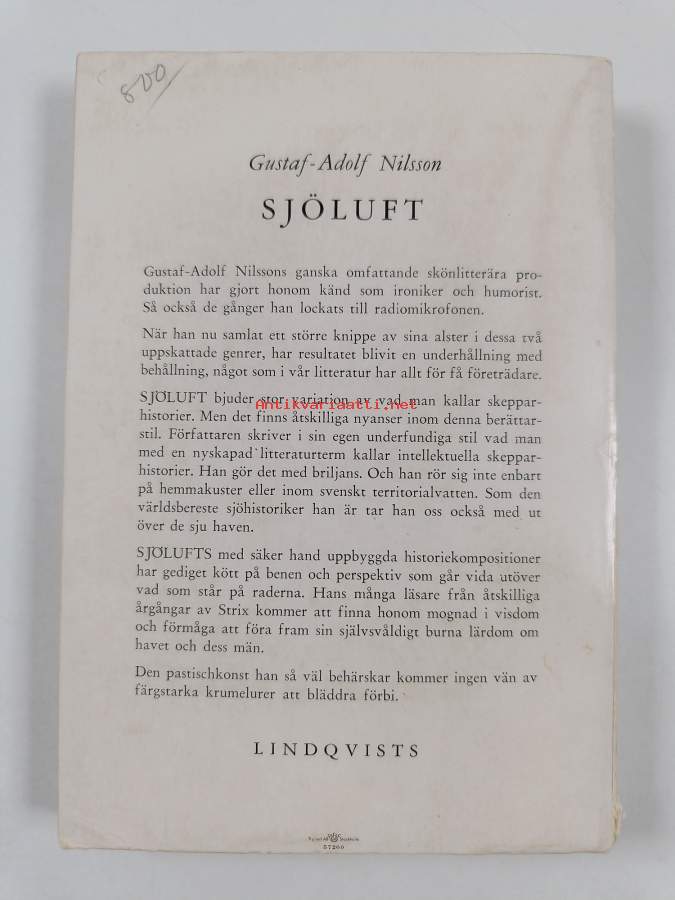 800/
Gustaf-Adolf Nilsson
SJÖLUFT
Gustaf-Adolf Nilssons ganska omfattande skönlitterära pro-
duktion har gjort honom känd som ironiker och humorist.
Så också de gånger han lockats till radiomikrofonen.
När han nu samlat ett större knippe av sina alster i dessa två
uppskattade genrer, har resultatet blivit en underhållning med
behållning, något som i vår litteratur har allt för få företrädare.
SJÖLUFT bjuder stor variation av vad man kallar skeppar-
Antikvariaatti.net
historier. Men det finns åtskilliga nyanser inom denna berättar-
stil. Författaren skriver i sin egen underfundiga stil vad man
med en nyskapad litteraturterm kallar intellektuella skeppar-
historier. Han gör det med briljans. Och han rör sig inte enbart
på hemmakuster eller inom svenskt territorialvatten. Som den
världsbereste sjöhistoriker han är tar han oss också med ut
över de sju haven.
SJÖLUFTS med säker hand uppbyggda historiekompositioner
har gediget kött på benen och perspektiv som går vida utöver
vad som står på raderna. Hans många läsare från åtskilliga
årgångar av Strix kommer att finna honom mognad i visdom
och förmåga att föra fram sin självsvåldigt burna lärdom om
havet och dess män.
Den pastischkonst han så väl behärskar kommer ingen vän av
färgstarka krumelurer att bläddra förbi.
LINDQVISTS
57260